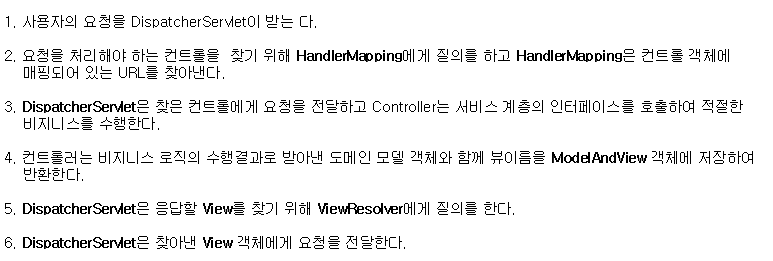 1. 사용자의 요청을 DispatcherServlet이 받는 다.
2. 요청을 처리해야 하는 컨트롤을 찾기 위해 HandlerMapping에게 질의를 하고 HandlerMapping은 컨트롤 객체에
매핑되어 있는 URL를 찾아낸다.
3. DispatcherServlet은 찾은 컨트롤에게 요청을 전달하고 Controller는 서비스 계층의 인터페이스를 호출하여 적절한
비지니스를 수행한다.
4. 컨트롤러는 비지니스 로직의 수행결과로 받아낸 도메인 모델 객체와 함께 뷰이름을 ModelAndView 객체에 저장하여
반환한다.
5. DispatcherServlet은 응답할 View를 찾기 위해 ViewResolver에게 질의를 한다.
6. DispatcherServlet은 찾아낸 View 객체에게 요청을 전달한다.